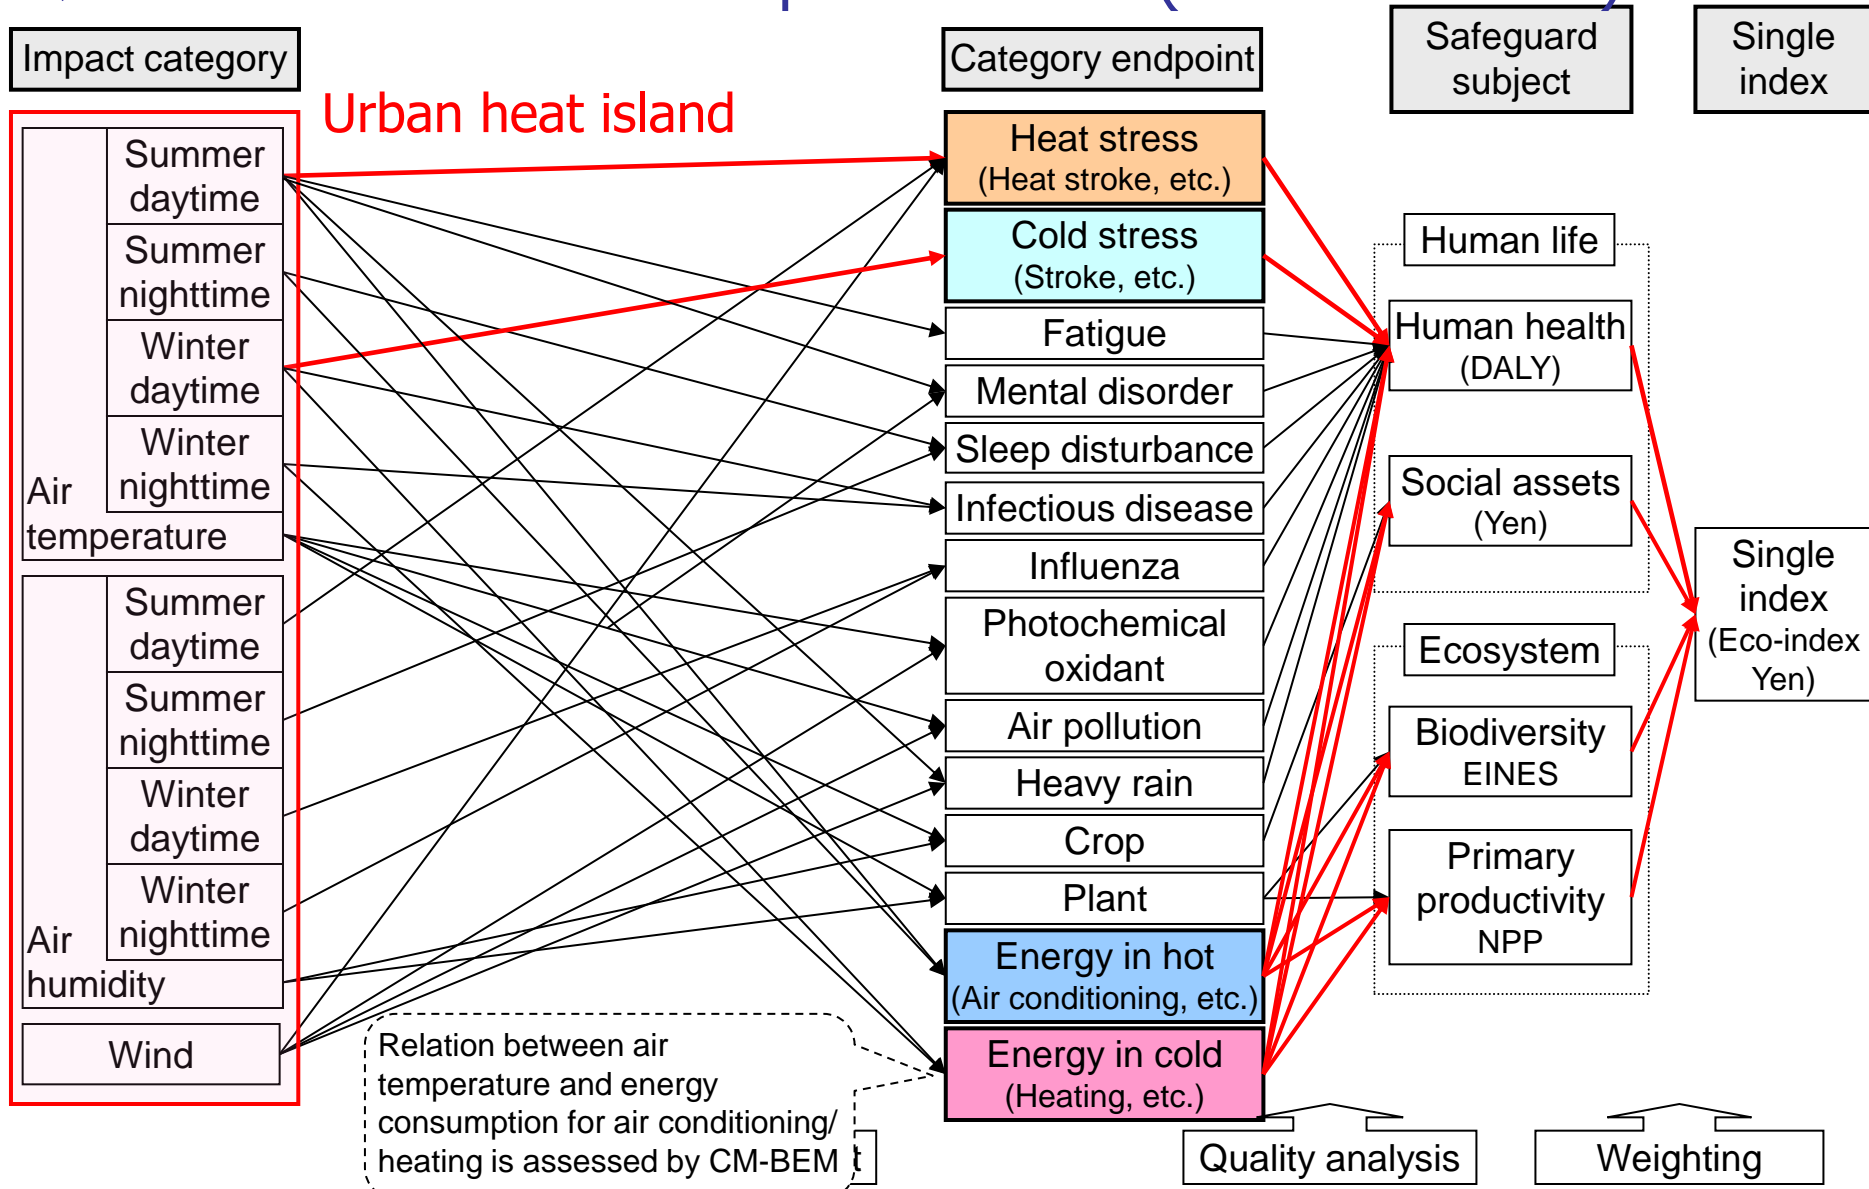 Impact category
Category endpoint
Safeguard
subject
Single
index
Urban heat island
Summer
daytime
Summer
nighttime
Winter
daytime
Winter
nighttime
Air
temperature
Summer
daytime
Summer
nighttime
Winter
daytime
Winter
nighttime
Air
humidity
Wind
Heat stress
(Heat stroke, etc.)
Cold stress
(Stroke, etc.)
Fatigue
Mental disorder
Sleep disturbance
Infectious disease
Influenza
Photochemical
oxidant
Air pollution
Heavy rain
Crop
Plant
Energy in hot
(Air conditioning, etc.)
Energy in cold
(Heating, etc.)
Human life
Human health
(DALY)
Social assets
(Yen)
Ecosystem
Biodiversity
EINES
Primary
productivity
NPP
Single
index
(Eco-index
Yen)
Relation between air
temperature and energy
consumption for air conditioning/
heating is assessed by CM-BEM
Quality analysis
Weighting